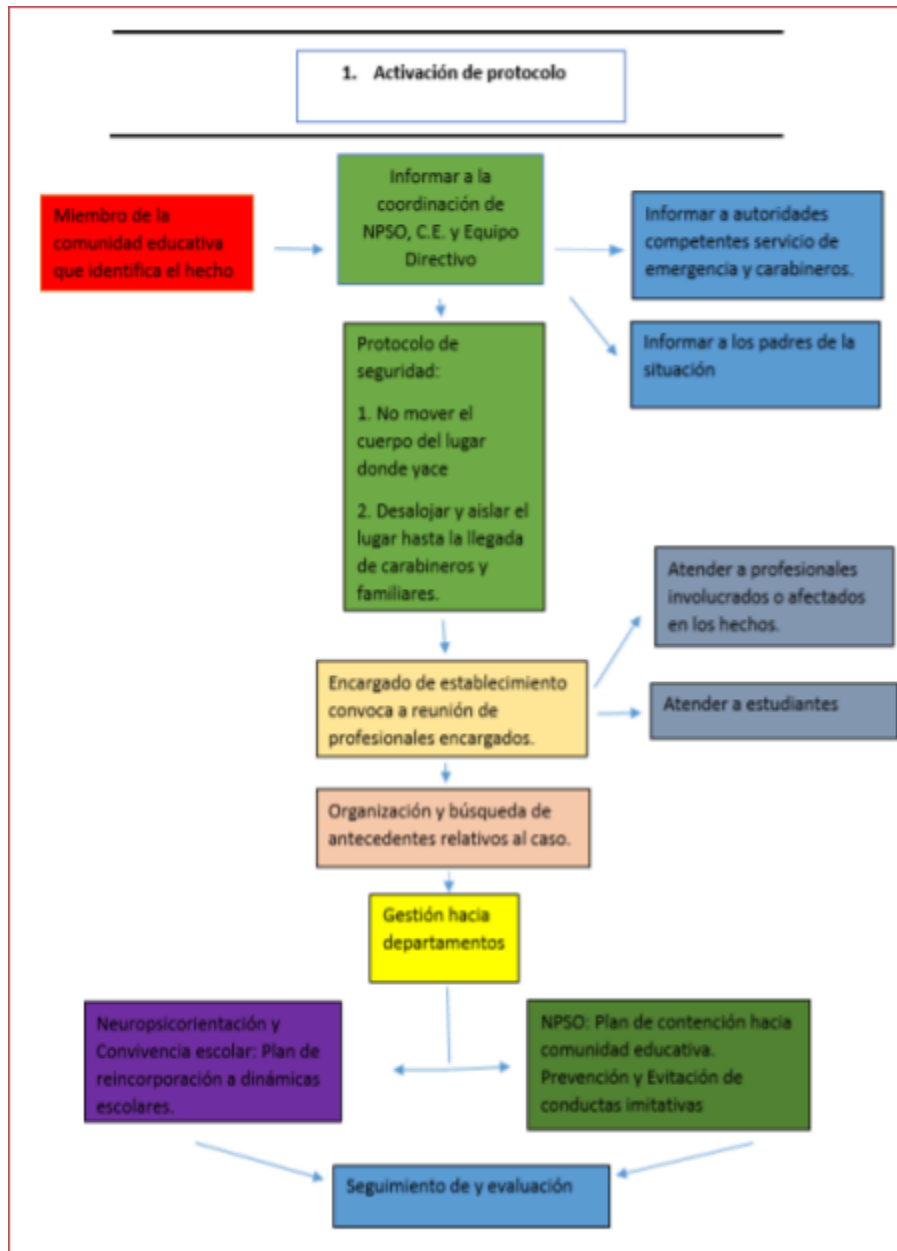 1. Activación de protocolo
Miembro de la
comunidad educativa
que identifica el hecho
Informar a la
coordinación de
NPSO, C.E. y Equipo
Directivo
Informar a autoridades
competentes servicio de
emergencia y carabineros.
Informar a los padres de la
situación
Protocolo de
seguridad:
1. No mover el
cuerpo del lugar
donde yace
2. Desalojar y aislar el
lugar hasta la llegada
de carabineros y
familiares.
Atender a profesionales
involucrados o afectados
en los hechos.
Encargado de establecimiento
convoca a reunión de
profesionales encargados.
Atender a estudiantes
Organización y búsqueda de
antecedentes relativos al caso.
Gestión hacia
departamentos
Neuropsicorientación y
Convivencia escolar: Plan de
reincorporación a dinámicas
escolares.
NPSO: Plan de contención hacia
comunidad educativa.
Prevención y Evitación de
conductas imitativas
Seguimiento de y evaluación